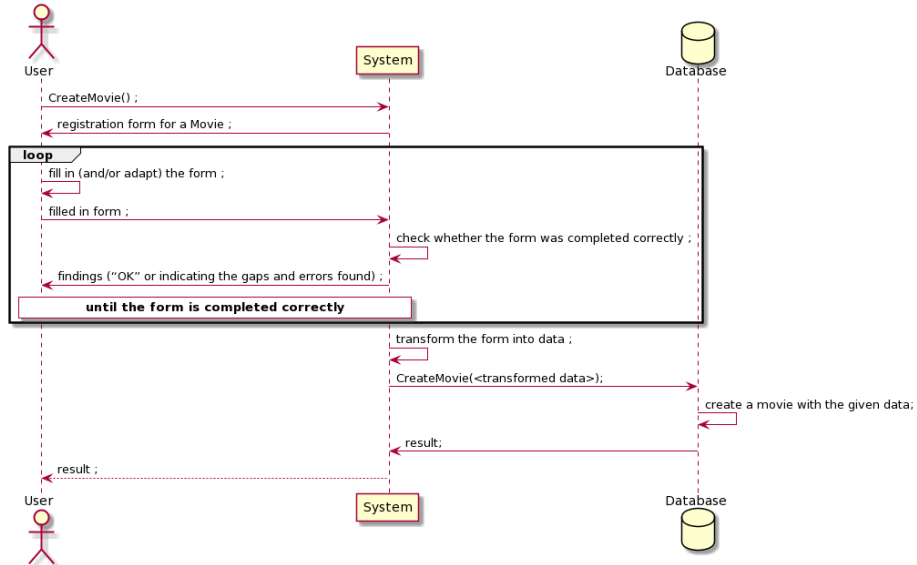 User
System
Database
CreateMovie() ;
registration form for a Movie ;
loop
fill in (and/or adapt) the form ;
filled in form ;
check whether the form was completed correctly ;
findings (“OK” or indicating the gaps and errors found) ;
until the form is completed correctly
transform the form into data ;
CreateMovie(<transformed data>);
create a movie with the given data;
result;
result ;
User
System
Database